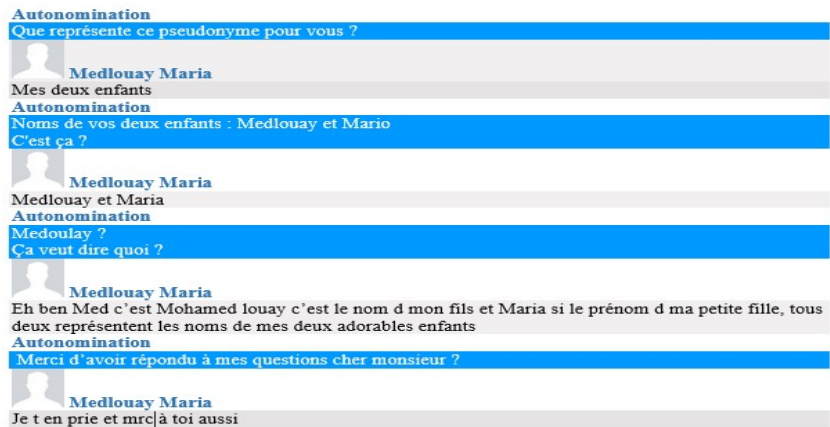 Autonomination
Que représente ce pseudonyme pour vous ?
Medlouay Maria
Mes deux enfants
Autonomination
Noms de vos deux enfants : Medlouay et Mario
C'est ça ?
Medlouay Maria
Medlouay et Maria
Autonomination
Medoulay ?
Ça veut dire quoi ?
Medlouay Maria
Eh ben Med c’est Mohamed louay c’est le nom d mon fils et Maria si le prénom d ma petite fille, tous
deux représentent les noms de mes deux adorables enfants
Autonomination
Merci d’avoir répondu à mes questions cher monsieur ?
Medlouay Maria
Je t en prie et mrc à toi aussi